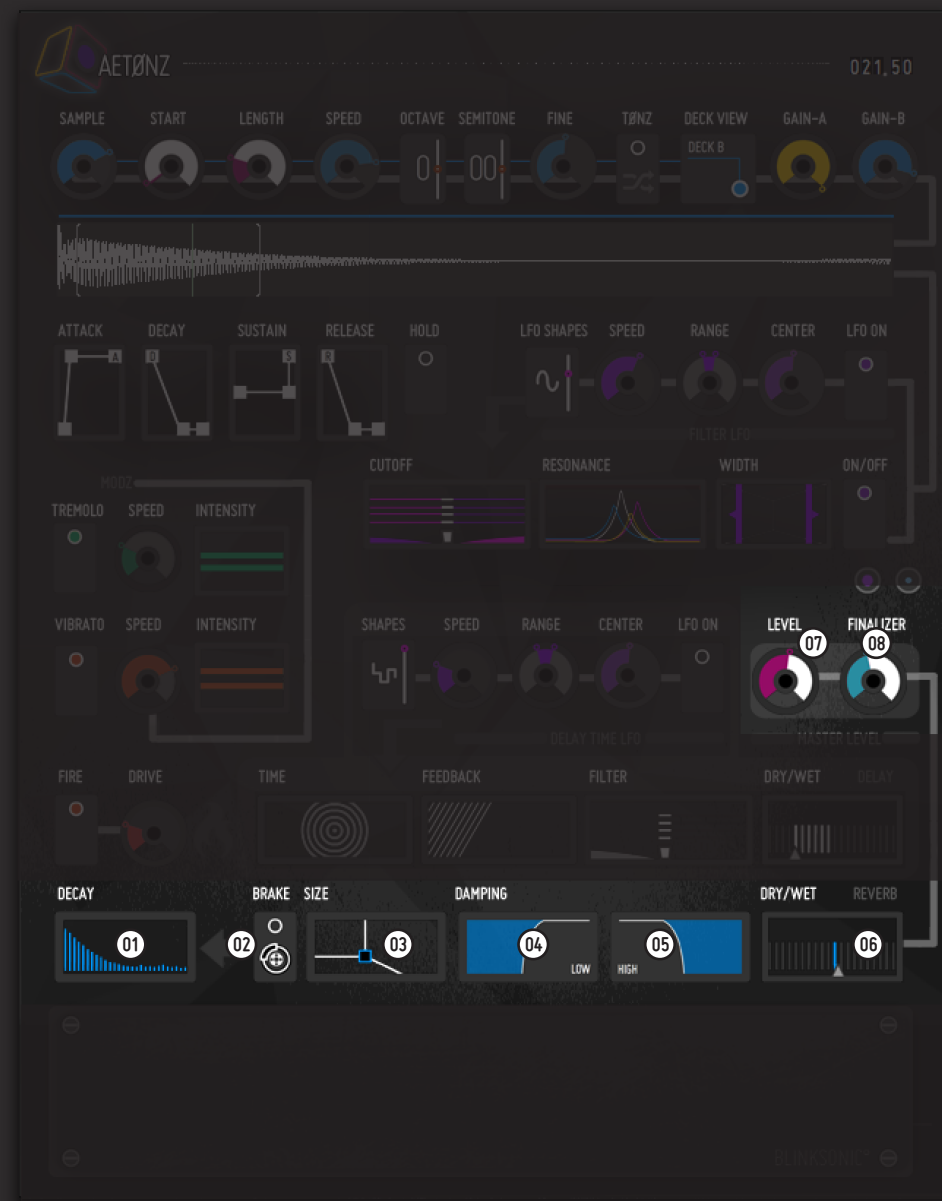 AETØNZ
021,50
SAMPLE START LENGTH SPEED OCTAVE SEMITONE FINE TØNZ DECK VIEW GAIN-A GAIN-B
DECK B
0 00
ATTACK DECAY SUSTAIN RELEASE HOLD LFO SHAPES SPEED RANGE CENTER LFO ON
A D S R
FILTER LFO
CUTOFF RESONANCE WIDTH ON/OFF
MODZ
TREMOLO SPEED INTENSITY
VIBRATO SPEED INTENSITY SHAPES SPEED RANGE CENTER LFO ON LEVEL FINALIZER
07 08
DELAY TIME LFO MASTER LEVEL
FIRE DRIVE TIME FEEDBACK FILTER DRY/WET DELAY
DECAY BRAKE SIZE DAMPING DRY/WET REVERB
01 02 03 04 05 06
LOW HIGH
BLINKSONIC®